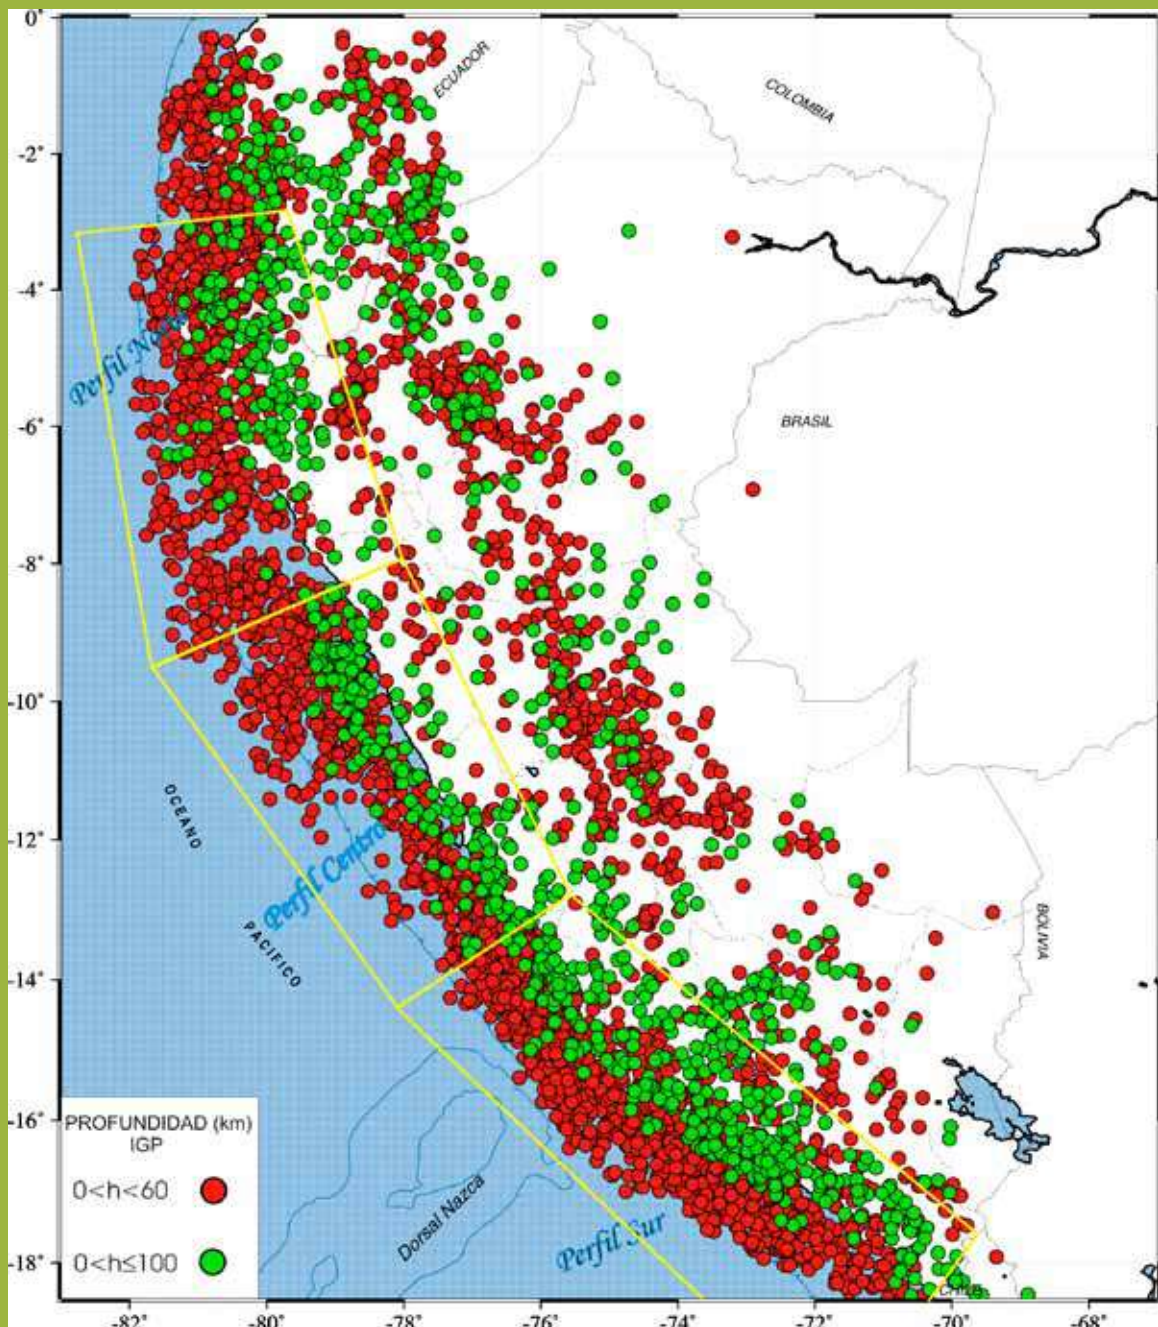 0°
-2°
-4°
-6°
-8°
-10°
-12°
-14°
-16°
-18°
ECUADOR
COLOMBIA
BRASIL
BOLIVIA
CHILE
OCEANO
PACIFICO
Perfil
Perfil Centro
Perfil Sur
Dorsal Nazca
PROFUNDIDAD (km)
IGP
0<h<60
0<h≤100
-82°
-80°
-78°
-76°
-74°
-72°
-70°
-68°